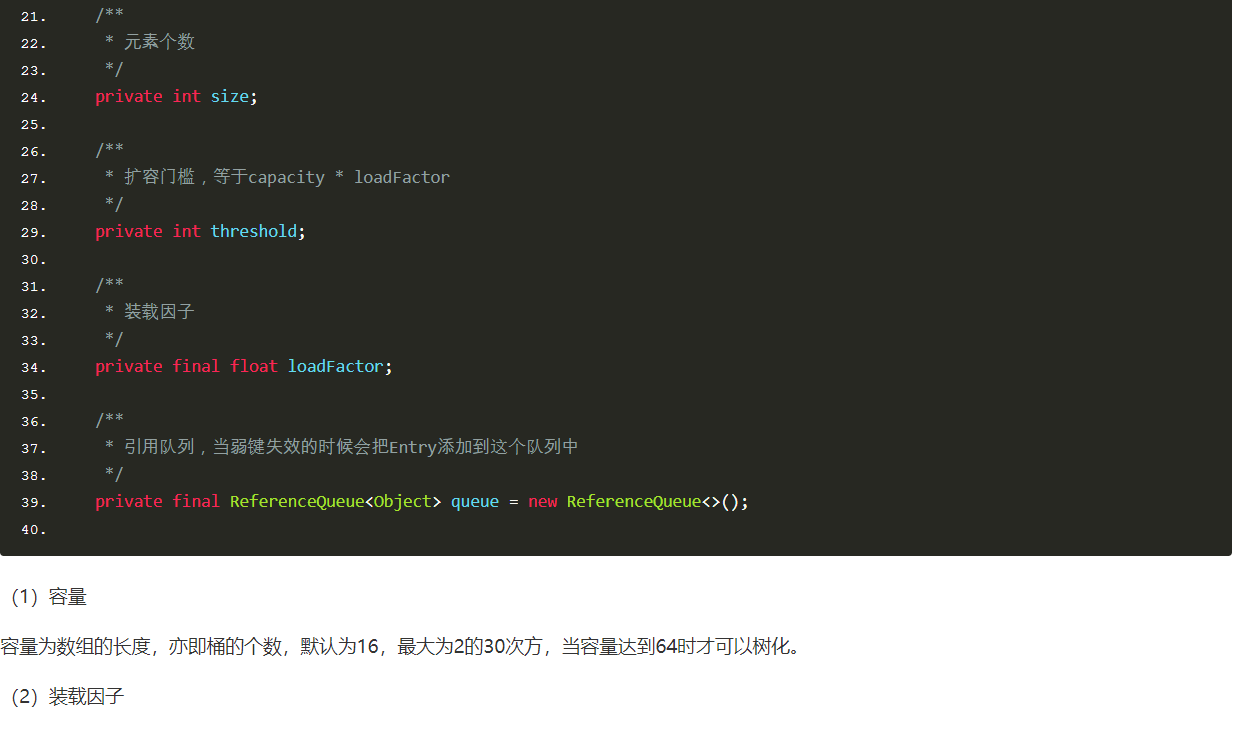 21. /**
22. * 元素个数
23. */
24. private int size;
25.
26. /**
27. * 扩容门槛，等于capacity * loadFactor
28. */
29. private int threshold;
30.
31. /**
32. * 装载因子
33. */
34. private final float loadFactor;
35.
36. /**
37. * 引用队列，当弱键失效的时候会把Entry添加到这个队列中
38. */
39. private final ReferenceQueue<Object> queue = new ReferenceQueue<>();
40.
（1）容量
容量为数组的长度，亦即桶的个数，默认为16，最大为2的30次方，当容量达到64时才可以树化。
（2）装载因子